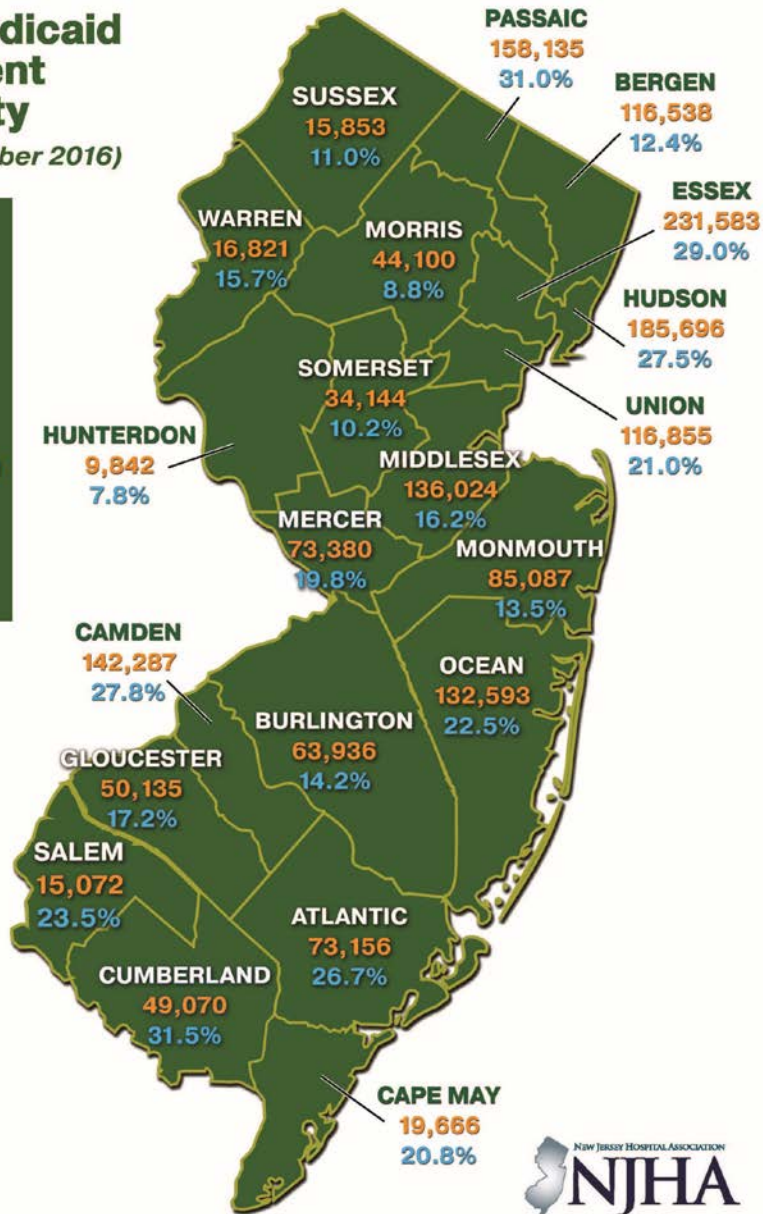 dicaid
ent
ty
ber 2016)
PASSAIC
158,135
31.0%
BERGEN
116,538
12.4%
SUSSEX
15,853
11.0%
ESSEX
231,583
29.0%
WARREN
16,821
15.7%
MORRIS
44,100
8.8%
HUDSON
185,696
27.5%
SOMERSET
34,144
10.2%
UNION
116,855
21.0%
HUNTERDON
9,842
7.8%
MIDDLESEX
136,024
16.2%
MERCER
73,380
19.8%
MONMOUTH
85,087
13.5%
CAMDEN
142,287
27.8%
OCEAN
132,593
22.5%
BURLINGTON
63,936
14.2%
GLOUCESTER
50,135
17.2%
SALEM
15,072
23.5%
ATLANTIC
73,156
26.7%
CUMBERLAND
49,070
31.5%
CAPE MAY
19,666
20.8%
NEW JERSEY HOSPITAL ASSOCIATION
NJHA